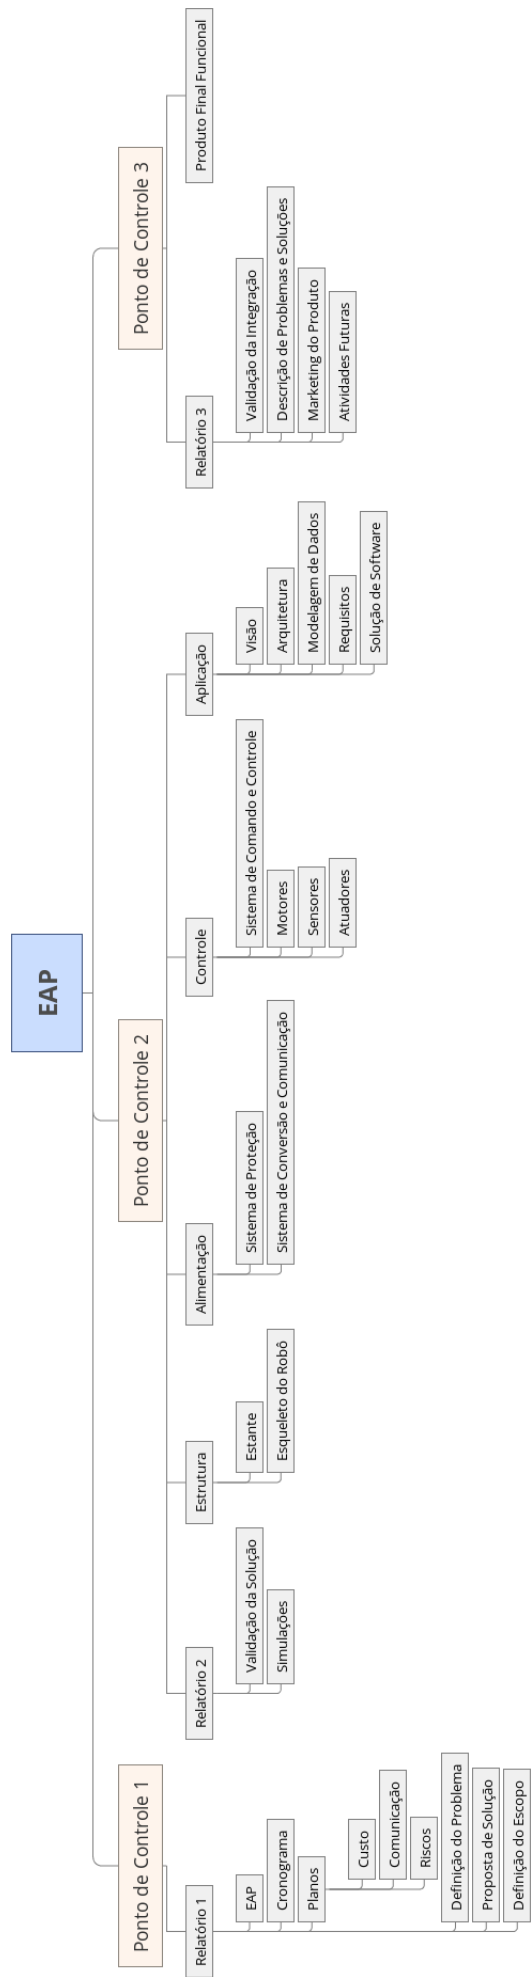 EAP
Ponto de Controle 1
Relatório 1
EAP
Cronograma
Planos
Custo
Comunicação
Riscos
Definição do Problema
Proposta de Solução
Definição do Escopo
Ponto de Controle 2
Relatório 2
Validação da Solução
Simulações
Estrutura
Estante
Esqueleto do Robô
Alimentação
Sistema de Proteção
Sistema de Conversão e Comunicação
Controle
Sistema de Comando e Controle
Motores
Sensores
Atuadores
Aplicação
Visão
Arquitetura
Modelagem de Dados
Requisitos
Solução de Software
Ponto de Controle 3
Relatório 3
Validação da Integração
Descrição de Problemas e Soluções
Marketing do Produto
Atividades Futuras
Produto Final Funcional